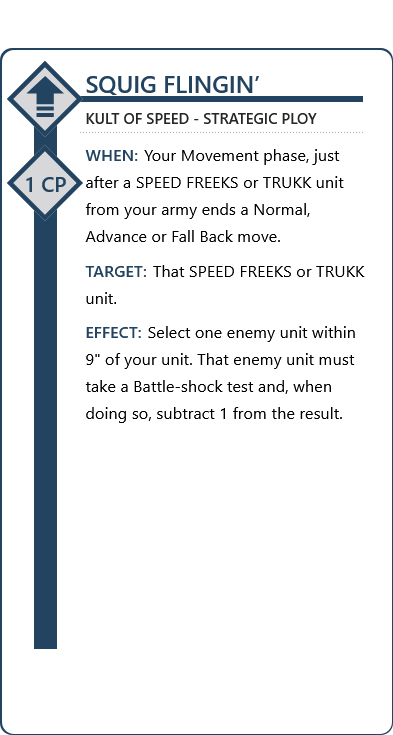 SQUIG FLINGIN’
KULT OF SPEED - STRATEGIC PLOY
WHEN: Your Movement phase, just
1 CP
after a SPEED FREEKS or TRUKK unit
from your army ends a Normal,
Advance or Fall Back move.
TARGET: That SPEED FREEKS or TRUKK
unit.
EFFECT: Select one enemy unit within
9" of your unit. That enemy unit must
take a Battle-shock test and, when
doing so, subtract 1 from the result.